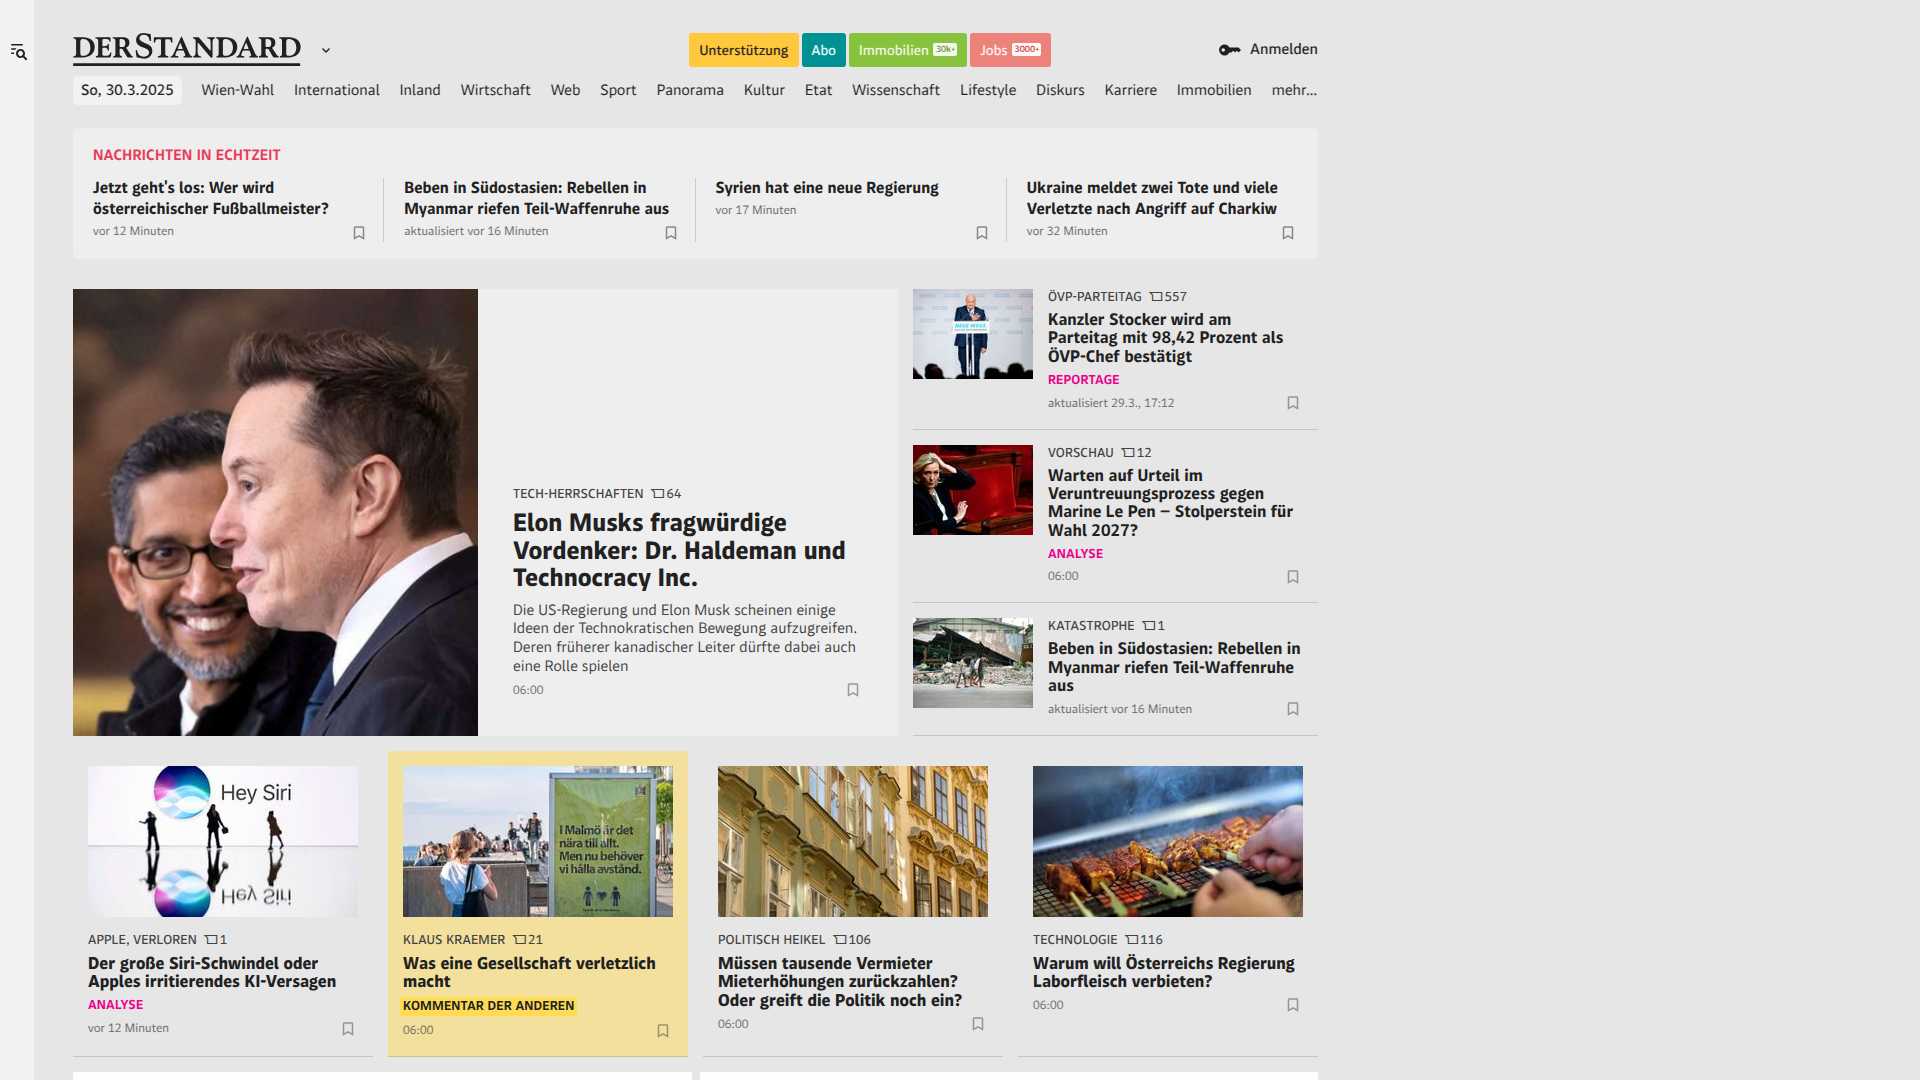 DERSTANDARD
Unterstützung
Abo
Immobilien 30k+
Jobs 3000+
Anmelden
So, 30.3.2025
Wien-Wahl
International
Inland
Wirtschaft
Web
Sport
Panorama
Kultur
Etat
Wissenschaft
Lifestyle
Diskurs
Karriere
Immobilien
mehr...
NACHRICHTEN IN ECHTZEIT
Jetzt geht's los: Wer wird
österreichischer Fußballmeister?
vor 12 Minuten
Beben in Südostasien: Rebellen in
Myanmar riefen Teil-Waffenruhe aus
aktualisiert vor 16 Minuten
Syrien hat eine neue Regierung
vor 17 Minuten
Ukraine meldet zwei Tote und viele
Verletzte nach Angriff auf Charkiw
vor 32 Minuten
TECH-HERRSCHAFTEN 64
Elon Musks fragwürdige
Vordenker: Dr. Haldeman und
Technocracy Inc.
Die US-Regierung und Elon Musk scheinen einige
Ideen der Technokratischen Bewegung aufzugreifen.
Deren früherer kanadischer Leiter dürfte dabei auch
eine Rolle spielen
06:00
NEUE WEGE
ÖVP-PARTEITAG 557
Kanzler Stocker wird am
Parteitag mit 98,42 Prozent als
ÖVP-Chef bestätigt
REPORTAGE
aktualisiert 29.3., 17:12
VORSCHAU 12
Warten auf Urteil im
Veruntreuungsprozess gegen
Marine Le Pen – Stolperstein für
Wahl 2027?
ANALYSE
06:00
KATASTROPHE 1
Beben in Südostasien: Rebellen in
Myanmar riefen Teil-Waffenruhe
aus
aktualisiert vor 16 Minuten
Hey Siri
Hey Siri
APPLE, VERLOREN 1
Der große Siri-Schwindel oder
Apples irritierendes KI-Versagen
ANALYSE
vor 12 Minuten
I Malmö är det
nära till allt.
Men nu behöver
vi hålla avstånd.
KLAUS KRAEMER 21
Was eine Gesellschaft verletzlich
macht
KOMMENTAR DER ANDEREN
06:00
POLITISCH HEIKEL 106
Müssen tausende Vermieter
Mieterhöhungen zurückzahlen?
Oder greift die Politik noch ein?
06:00
TECHNOLOGIE 116
Warum will Österreichs Regierung
Laborfleisch verbieten?
06:00